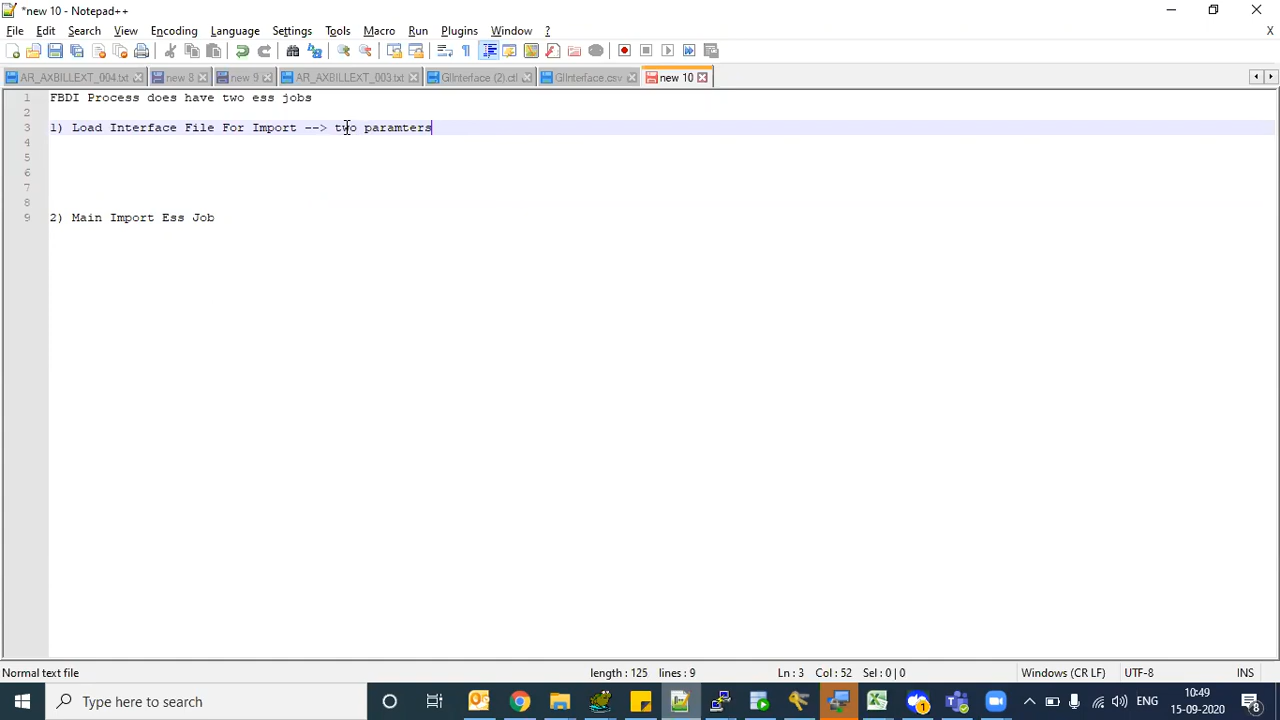 *new 10 - Notepad++
File Edit Search View Encoding Language Settings Tools Macro Run Plugins Window ?
X
AR_AXBILLEXT_004.txt new 8 new 9 GlInterface (2).ctl GlInterface.csv new 10
1 FBDI Process does have two ess jobs
2
3 1) Load Interface File For Import --> two paramters
4
5
6
7
8
9 2) Main Import Ess Job
Normal text file length : 125 lines : 9 Ln : 3 Col : 52 Sel : 0 | 0 Windows (CR LF) UTF-8 INS
Type here to search
1
ENG
10:49
15-09-2020
8